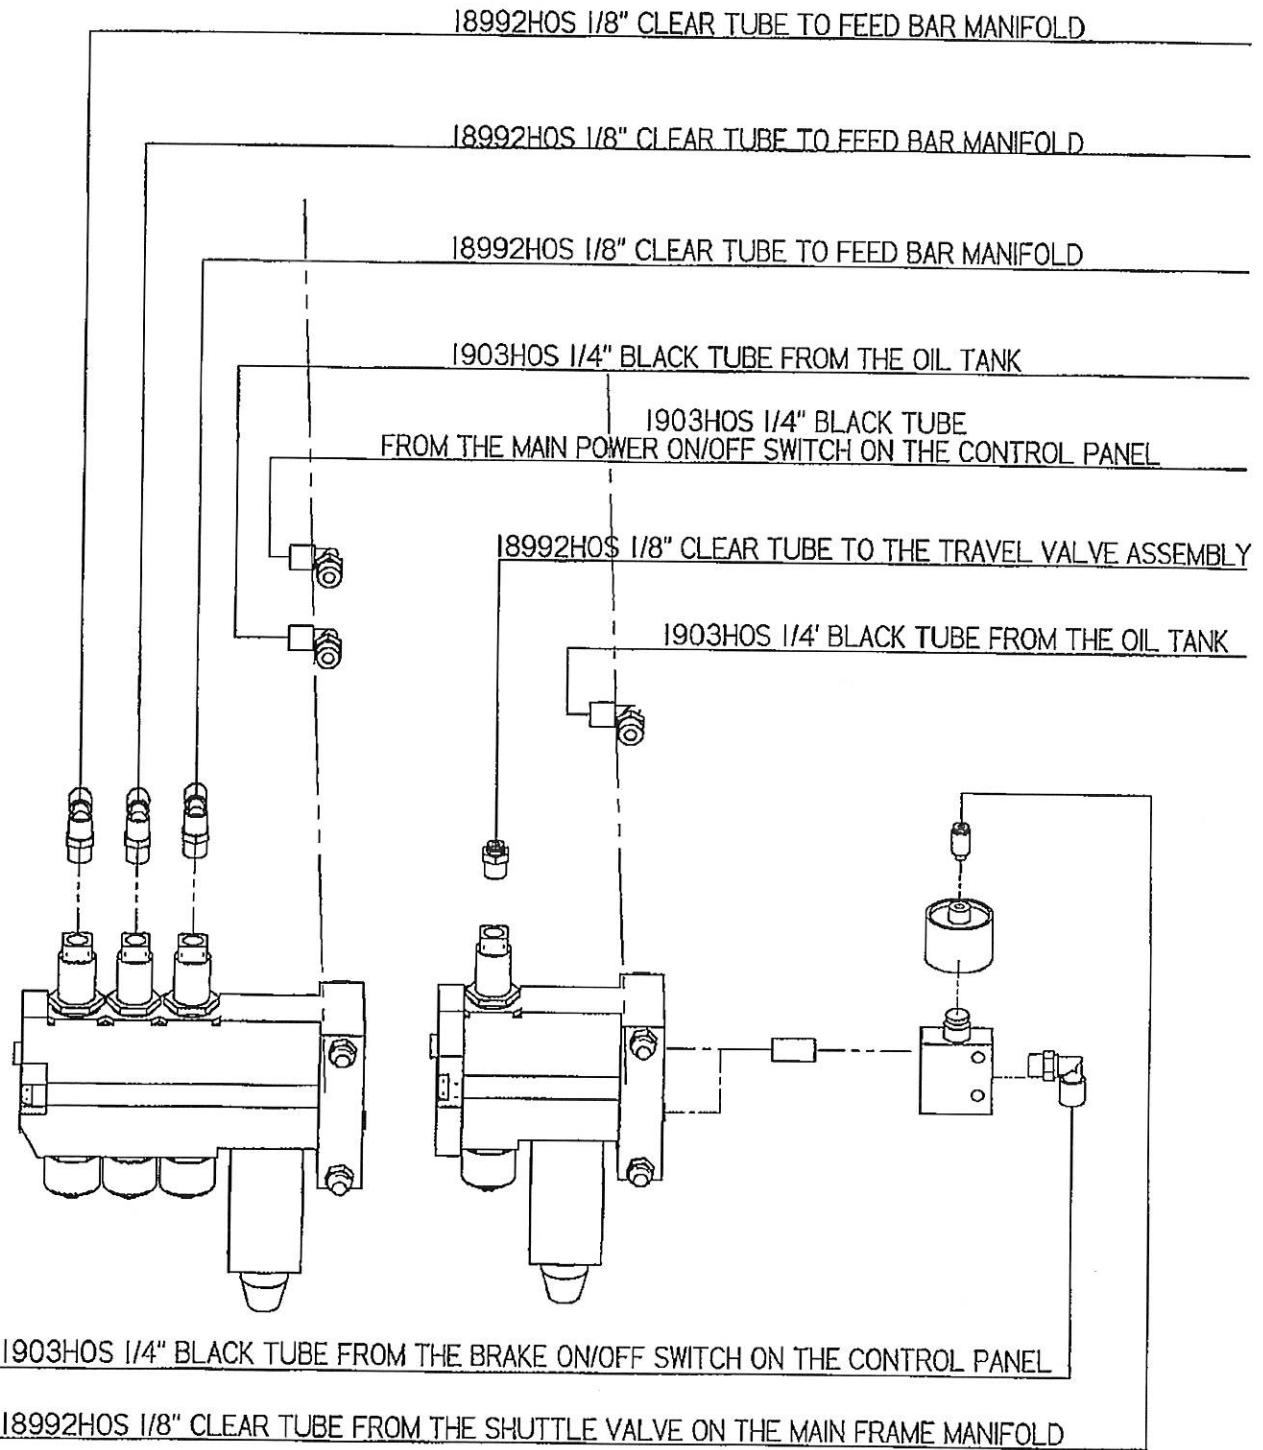 18992HOS 1/8" CLEAR TUBE TO FEED BAR MANIFOLD
18992HOS 1/8" CLEAR TUBE TO FEED BAR MANIFOLD
18992HOS 1/8" CLEAR TUBE TO FEED BAR MANIFOLD
1903HOS 1/4" BLACK TUBE FROM THE OIL TANK
1903HOS 1/4" BLACK TUBE
FROM THE MAIN POWER ON/OFF SWITCH ON THE CONTROL PANEL
18992HOS 1/8" CLEAR TUBE TO THE TRAVEL VALVE ASSEMBLY
1903HOS 1/4' BLACK TUBE FROM THE OIL TANK
1903HOS 1/4" BLACK TUBE FROM THE BRAKE ON/OFF SWITCH ON THE CONTROL PANEL
18992HOS 1/8" CLEAR TUBE FROM THE SHUTTLE VALVE ON THE MAIN FRAME MANIFOLD